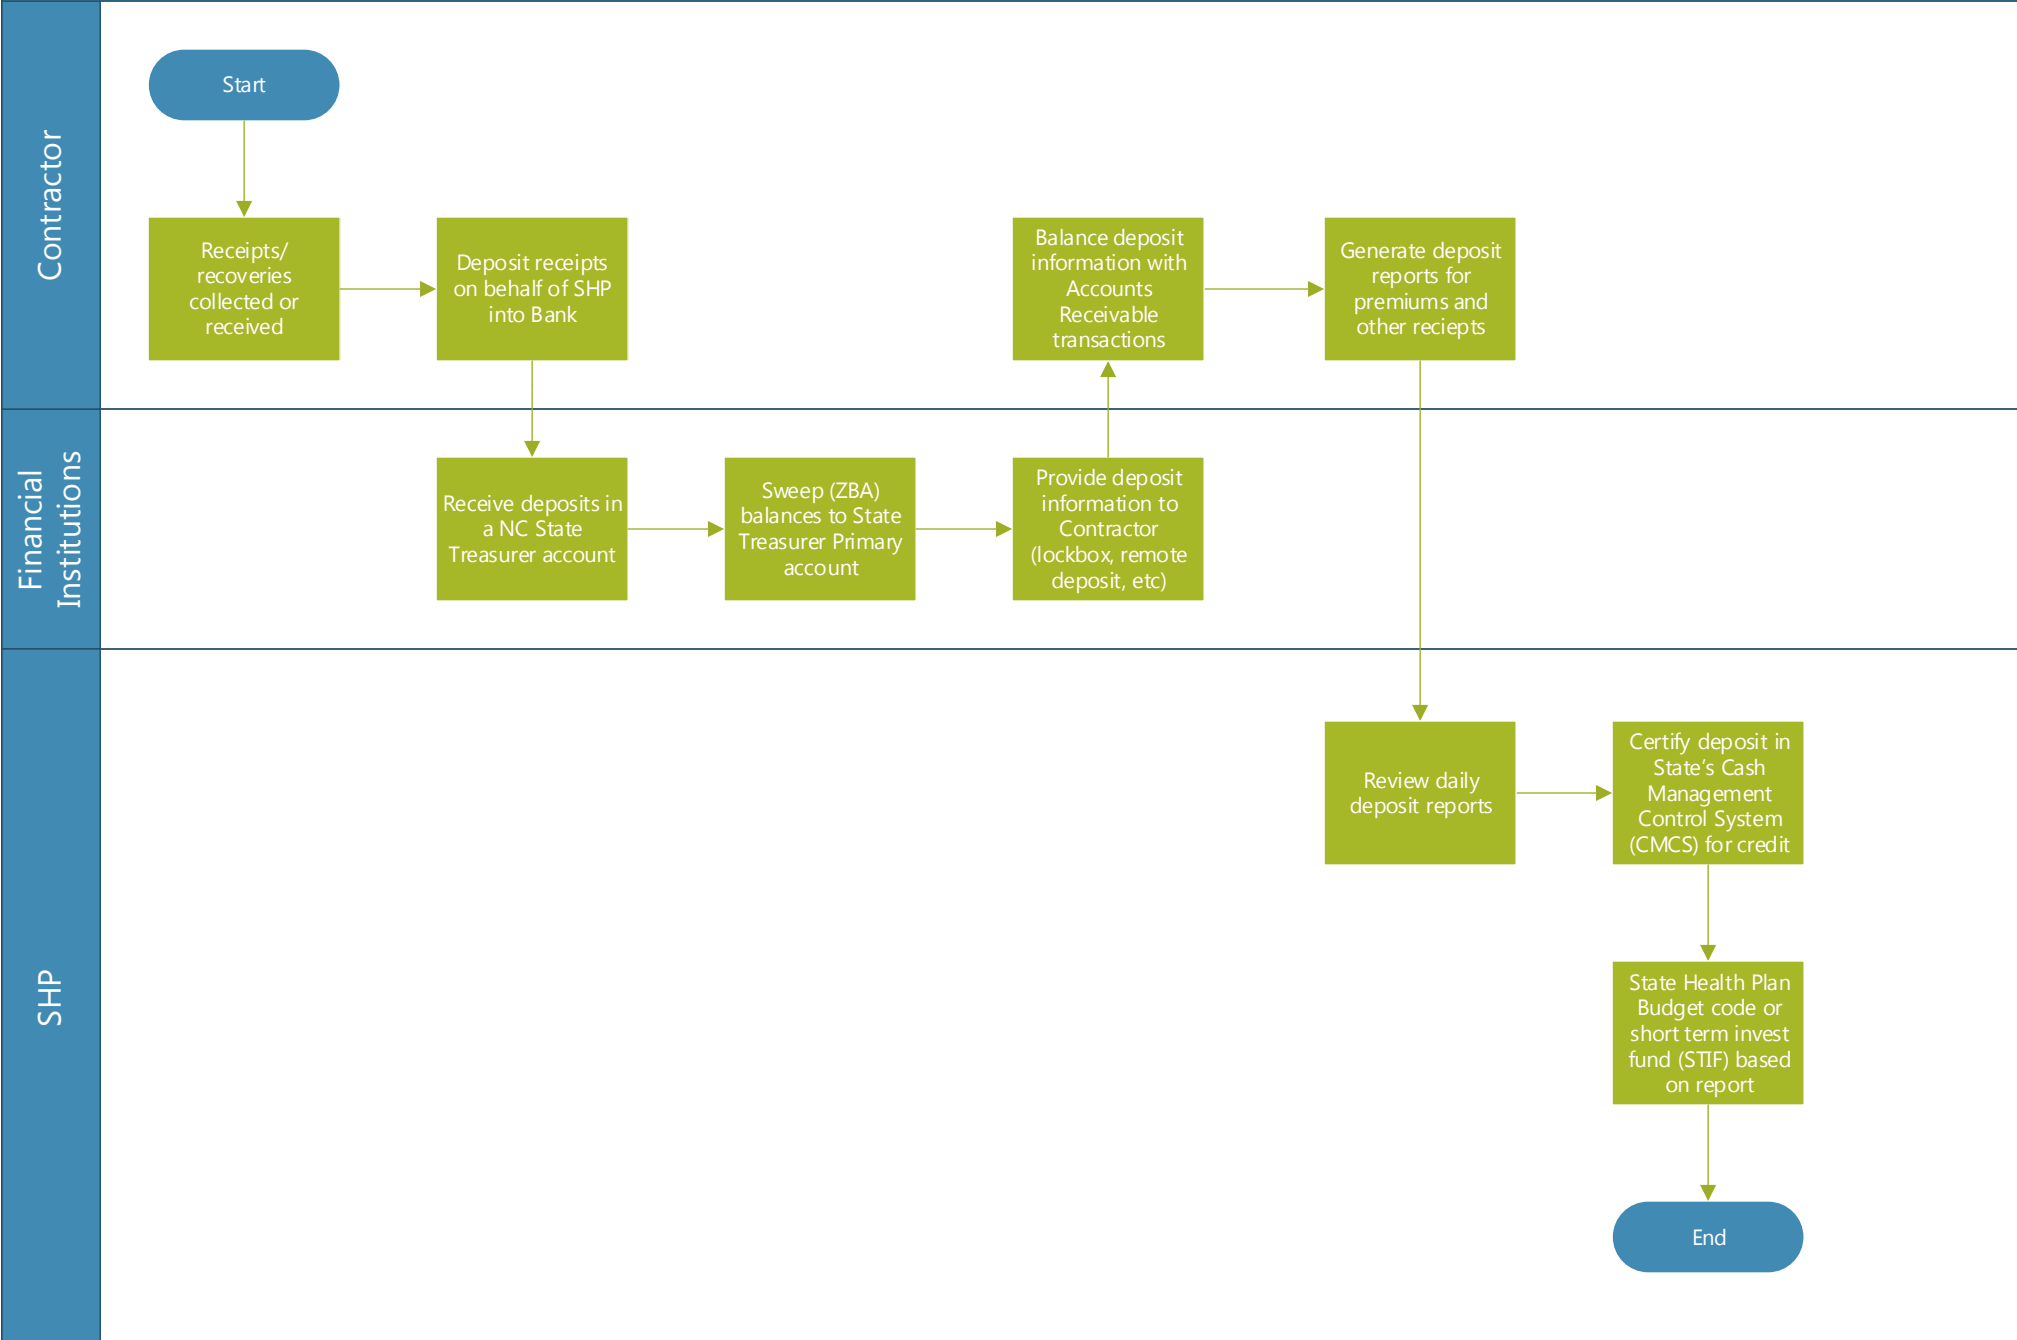 Contractor
Start
Receipts/
recoveries
collected or
received
Deposit receipts
on behalf of SHP
into Bank
Balance deposit
information with
Accounts
Receivable
transactions
Generate deposit
reports for
premiums and
other reciepts
Financial
Institutions
Receive deposits in
a NC State
Treasurer account
Sweep (ZBA)
balances to State
Treasurer Primary
account
Provide deposit
information to
Contractor
(lockbox, remote
deposit, etc)
SHP
Review daily
deposit reports
Certify deposit in
State’s Cash
Management
Control System
(CMCS) for credit
State Health Plan
Budget code or
short term invest
fund (STIF) based
on report
End